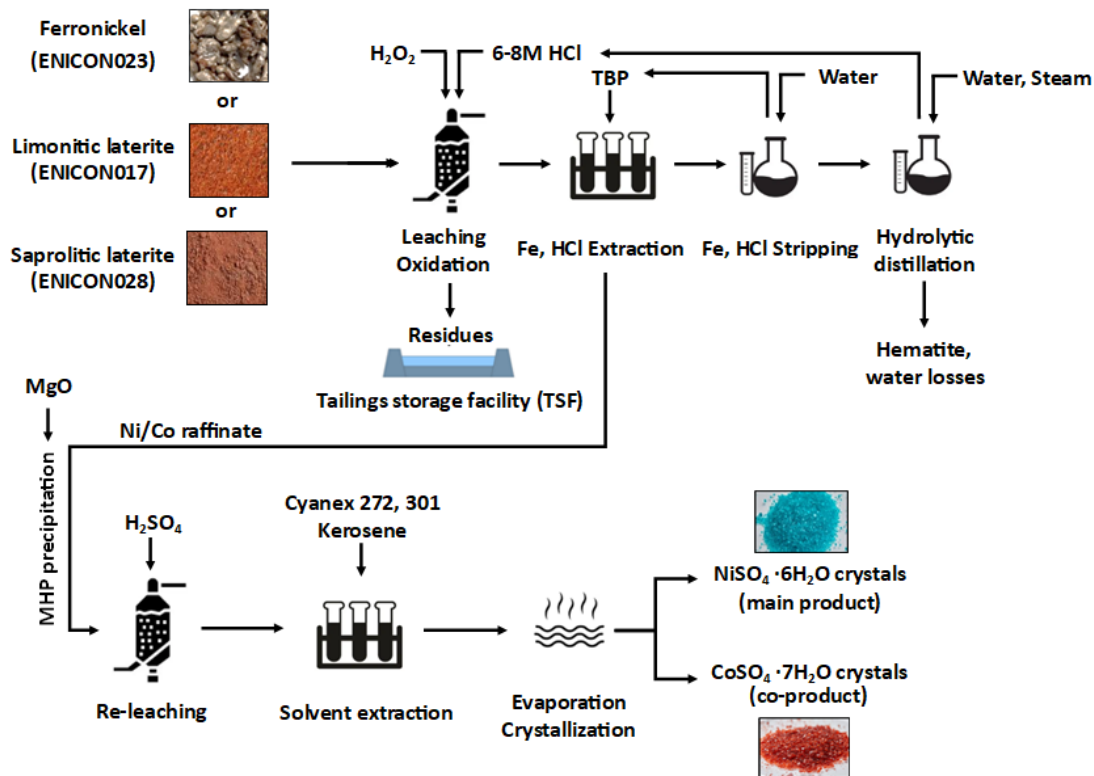 Ferronickel
(ENICON023)
or
Limonitic laterite
(ENICON017)
or
Saprolitic laterite
(ENICON028)
H₂O₂
6-8M HCl
TBP
Water
Water, Steam
Leaching
Oxidation
Fe, HCl Extraction
Fe, HCl Stripping
Hydrolytic
distillation
Residues
Tailings storage facility (TSF)
Hematite,
water losses
MgO
Ni/Co raffinate
MHP precipitation
H₂SO₄
Cyanex 272, 301
Kerosene
Re-leaching
Solvent extraction
Evaporation
Crystallization
NiSO₄ ·6H₂O crystals
(main product)
CoSO₄ ·7H₂O crystals
(co-product)